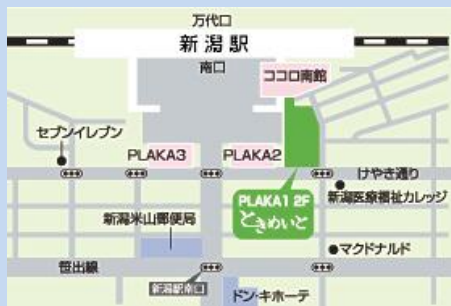 万代口
新潟駅
南口
ココロ南館
セブンイレブン
PLAKA3
PLAKA2
けやき通り
新潟医療福祉カレッジ
PLAKA1 2F
ときめいと
新潟米山郵便局
マクドナルド
笹出線
新潟駅南口
ドン・キホーテ